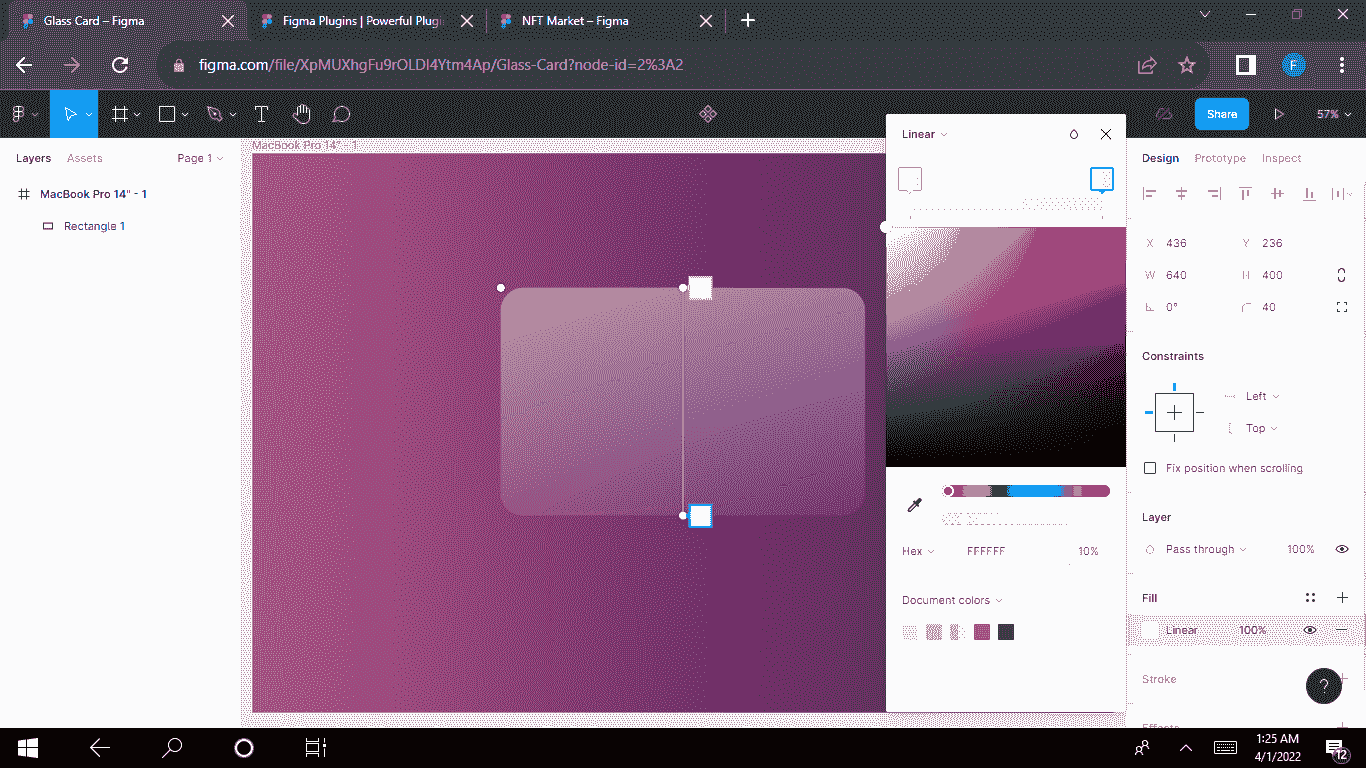 Glass Card – Figma
Figma Plugins | Powerful Plugi
NFT Market – Figma
figma.com/file/XpMUXhgFu9rOLDl4Ytm4Ap/Glass-Card?node-id=2%3A2
F
Share
57%
Layers
Assets
Page 1
MacBook Pro 14" - 1
Rectangle 1
MacBook Pro 14" - 1
Linear
Hex
FFFFFF
10%
Document colors
Design
Prototype
Inspect
X 436
Y 236
W 640
H 400
0°
40
Constraints
Left
Top
Fix position when scrolling
Layer
Pass through
100%
Fill
Linear
100%
Stroke
?
Effects
1:25 AM
4/1/2022
12